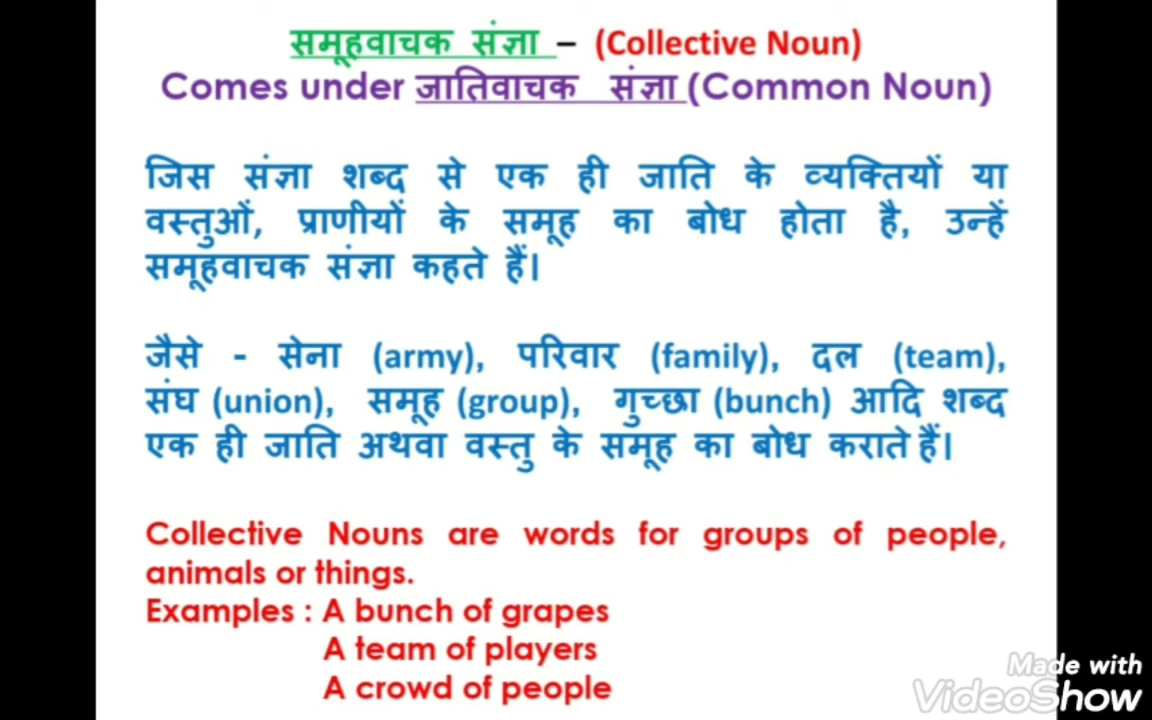 समूहवाचक संज्ञा – (Collective Noun)
Comes under जातिवाचक संज्ञा (Common Noun)
जिस संज्ञा शब्द से एक ही जाति के व्यक्तियों या
वस्तुओं, प्राणीयों के समूह का बोध होता है, उन्हें
समूहवाचक संज्ञा कहते हैं।
जैसे - सेना (army), परिवार (family), दल (team),
संघ (union), समूह (group), गुच्छा (bunch) आदि शब्द
एक ही जाति अथवा वस्तु के समूह का बोध कराते हैं।
Collective Nouns are words for groups of people,
animals or things.
Examples : A bunch of grapes
A team of players
A crowd of people
Made with
VideoShow